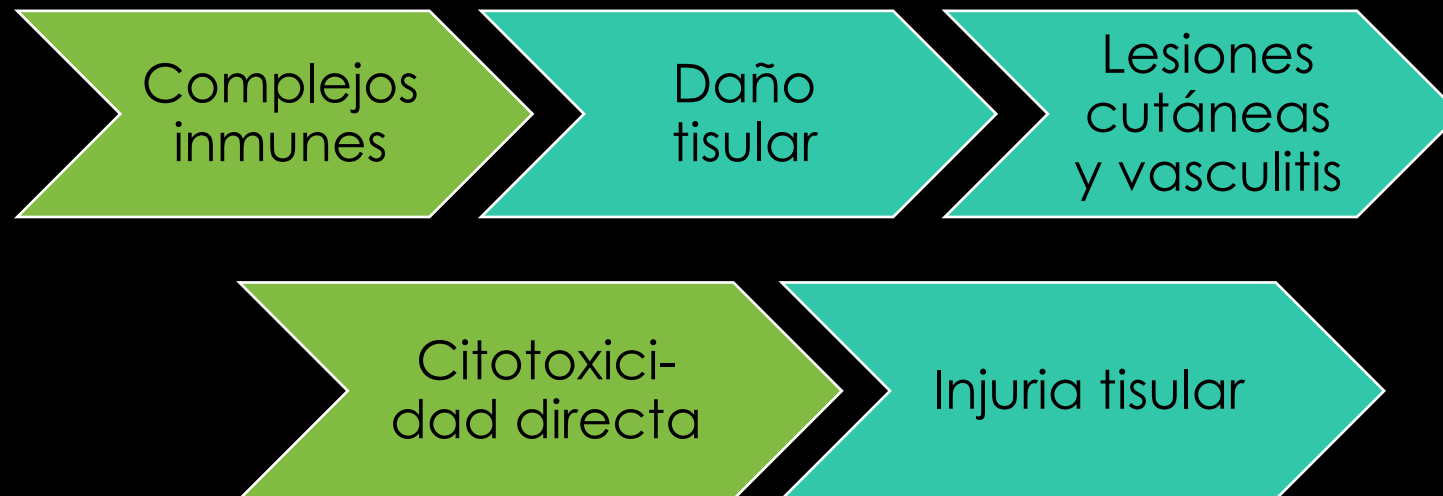 Complejos
inmunes
Daño
tisular
Lesiones
cutáneas
y vasculitis
Citotoxici-
dad directa
Injuria tisular